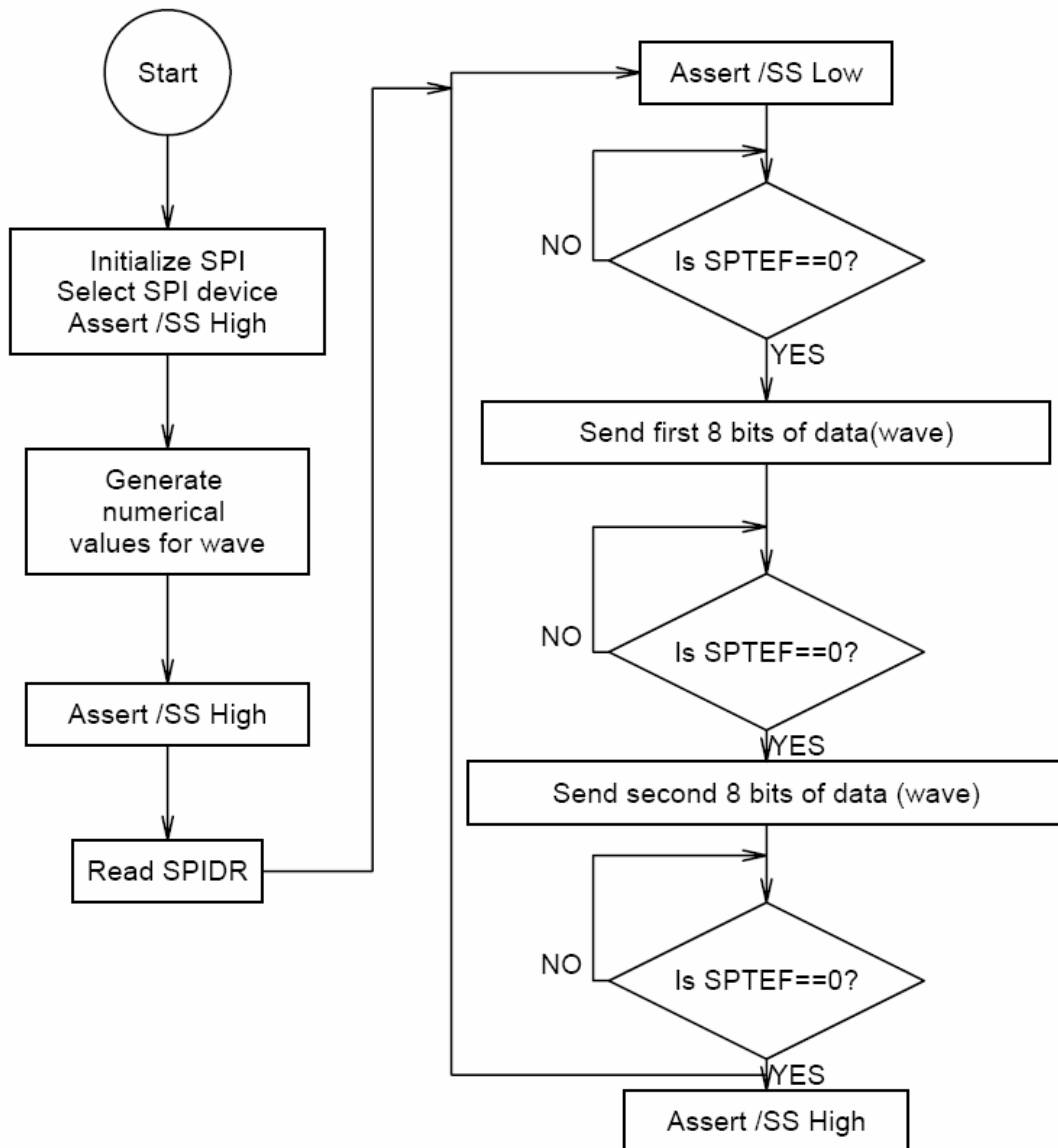 Start
Initialize SPI
Select SPI device
Assert /SS High
Generate
numerical
values for wave
Assert /SS High
Read SPIDR
Assert /SS Low
Is SPTEF==0?
NO
YES
Send first 8 bits of data(wave)
Is SPTEF==0?
NO
YES
Send second 8 bits of data (wave)
Is SPTEF==0?
NO
YES
Assert /SS High